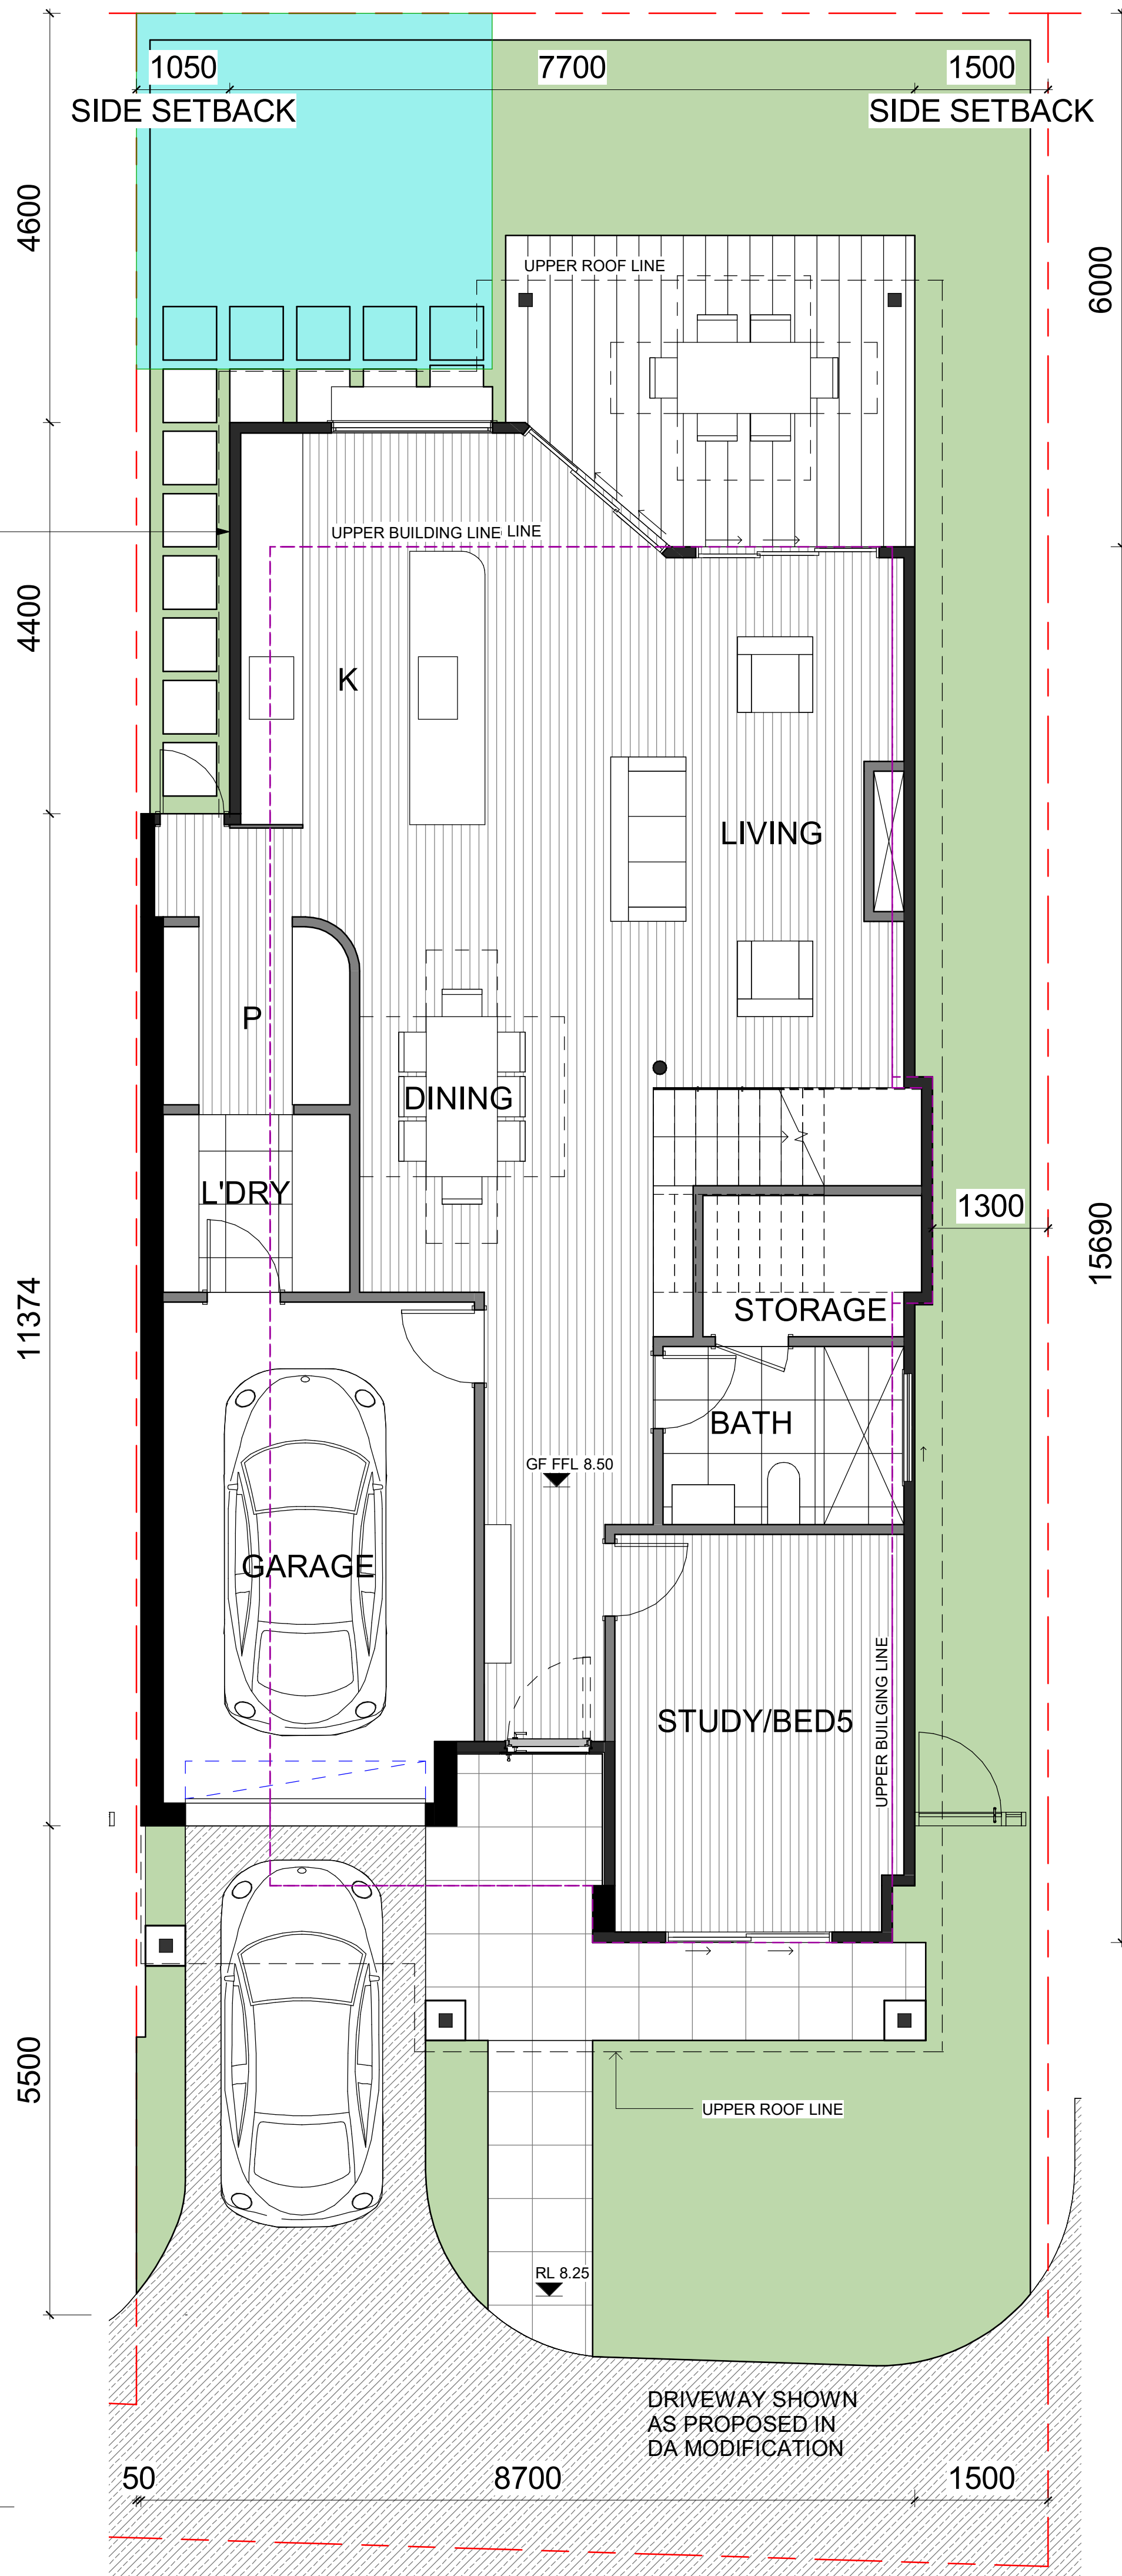 1050
7700
1500
SIDE SETBACK
SIDE SETBACK
4600
6000
UPPER ROOF LINE
UPPER BUILDING LINE LINE
4400
K
LIVING
P
DINING
L'DRY
1300
15690
STORAGE
11374
BATH
GF FFL 8.50
GARAGE
STUDY/BED5
UPPER BUILGING LINE
5500
UPPER ROOF LINE
RL 8.25
DRIVEWAY SHOWN
AS PROPOSED IN
DA MODIFICATION
50
8700
1500